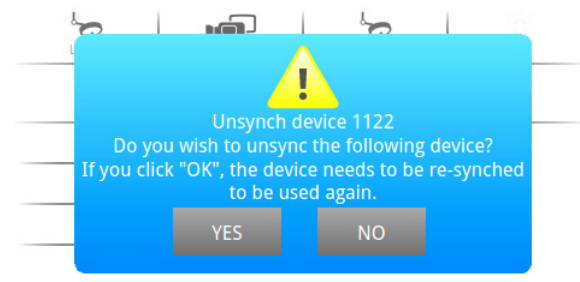 Unsynch device 1122
Do you wish to unsync the following device?
If you click "OK", the device needs to be re-synched
to be used again.
YES NO